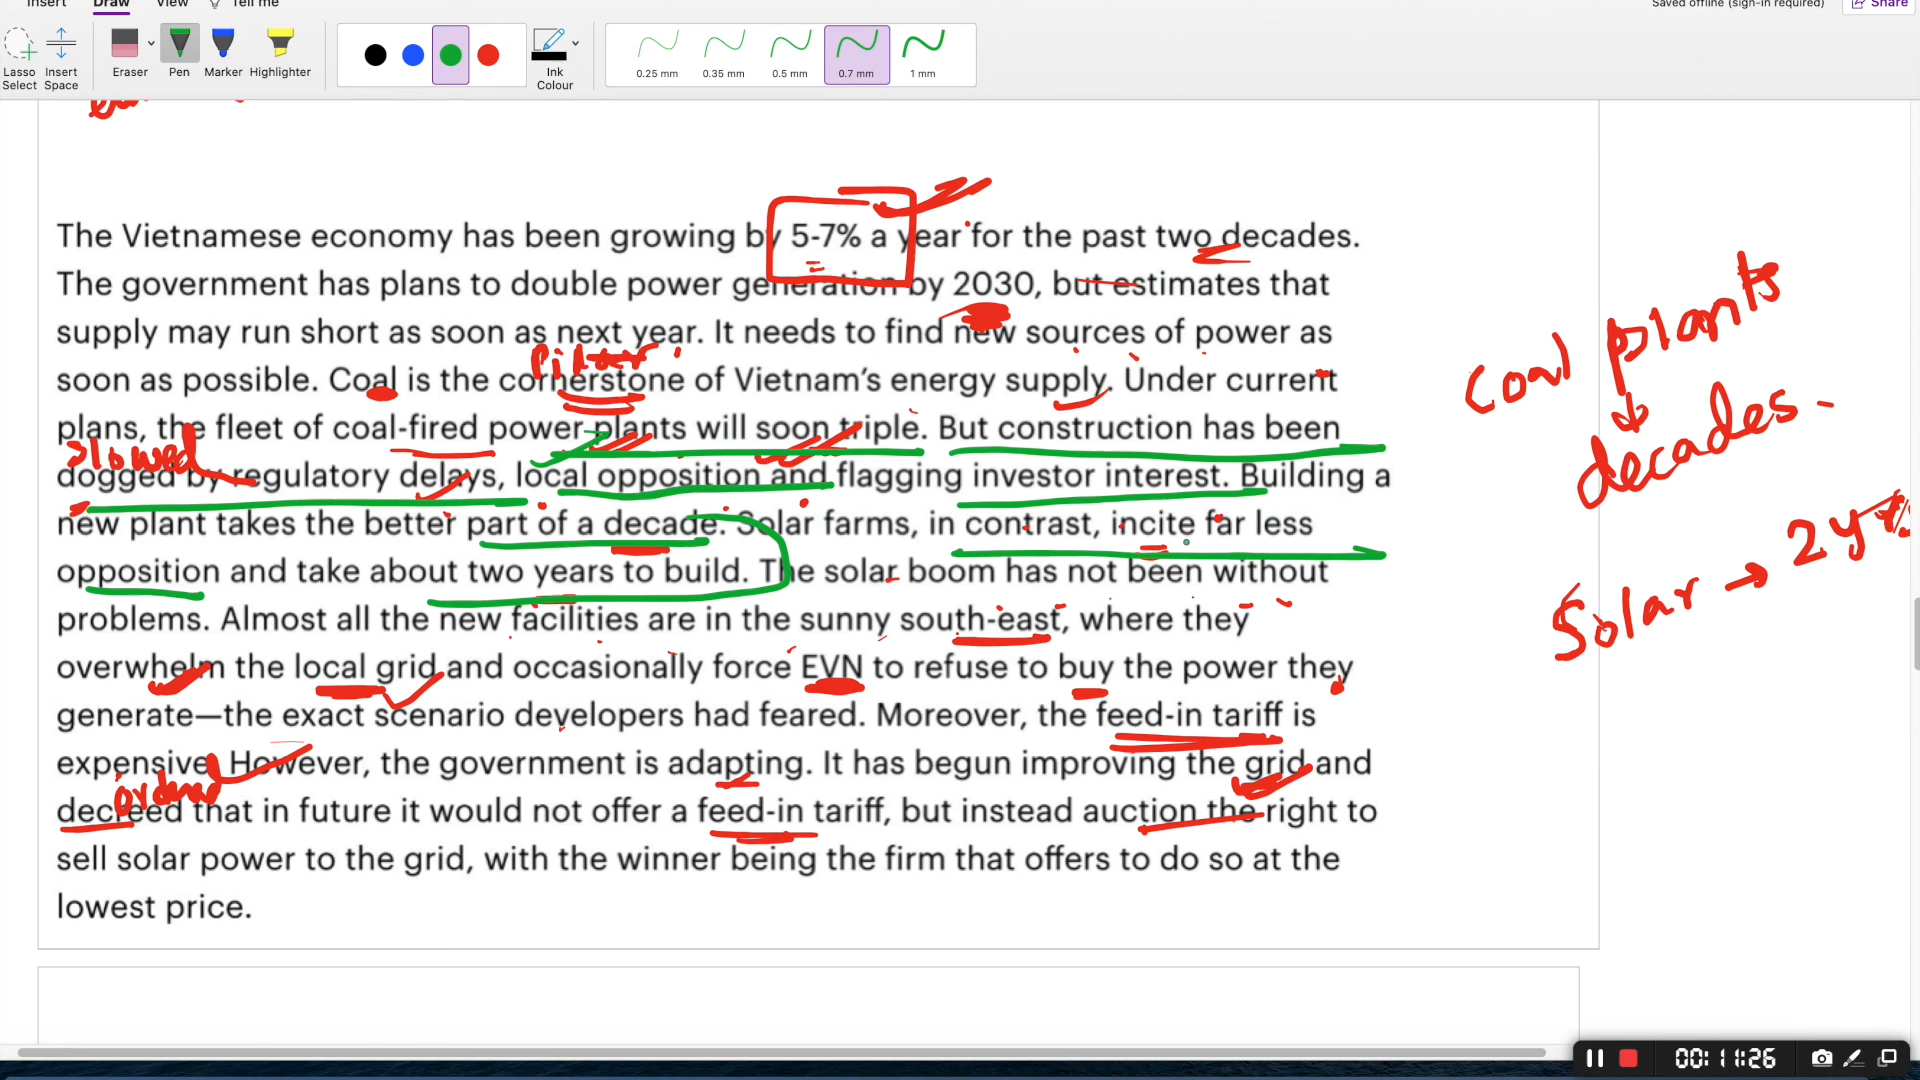 Insert Draw View Tell me Saved offline (sign-in required) Share
Lasso Select Insert Space Eraser Pen Marker Highlighter Ink Colour 0.25 mm 0.35 mm 0.5 mm 0.7 mm 1 mm
The Vietnamese economy has been growing by 5-7% a year for the past two decades.
The government has plans to double power generation by 2030, but estimates that
supply may run short as soon as next year. It needs to find new sources of power as
soon as possible. Coal is the cornerstone of Vietnam's energy supply. Under current
plans, the fleet of coal-fired power plants will soon triple. But construction has been
slowed
dogged by regulatory delays, local opposition and flagging investor interest. Building a
new plant takes the better part of a decade. Solar farms, in contrast, incite far less
opposition and take about two years to build. The solar boom has not been without
problems. Almost all the new facilities are in the sunny south-east, where they
overwhelm the local grid and occasionally force EVN to refuse to buy the power they
generate—the exact scenario developers had feared. Moreover, the feed-in tariff is
expensive. However, the government is adapting. It has begun improving the grid and
ordered
decreed that in future it would not offer a feed-in tariff, but instead auction the right to
sell solar power to the grid, with the winner being the firm that offers to do so at the
lowest price.
Coal plants
decades.
Solar → 2 yrs
00:11:26